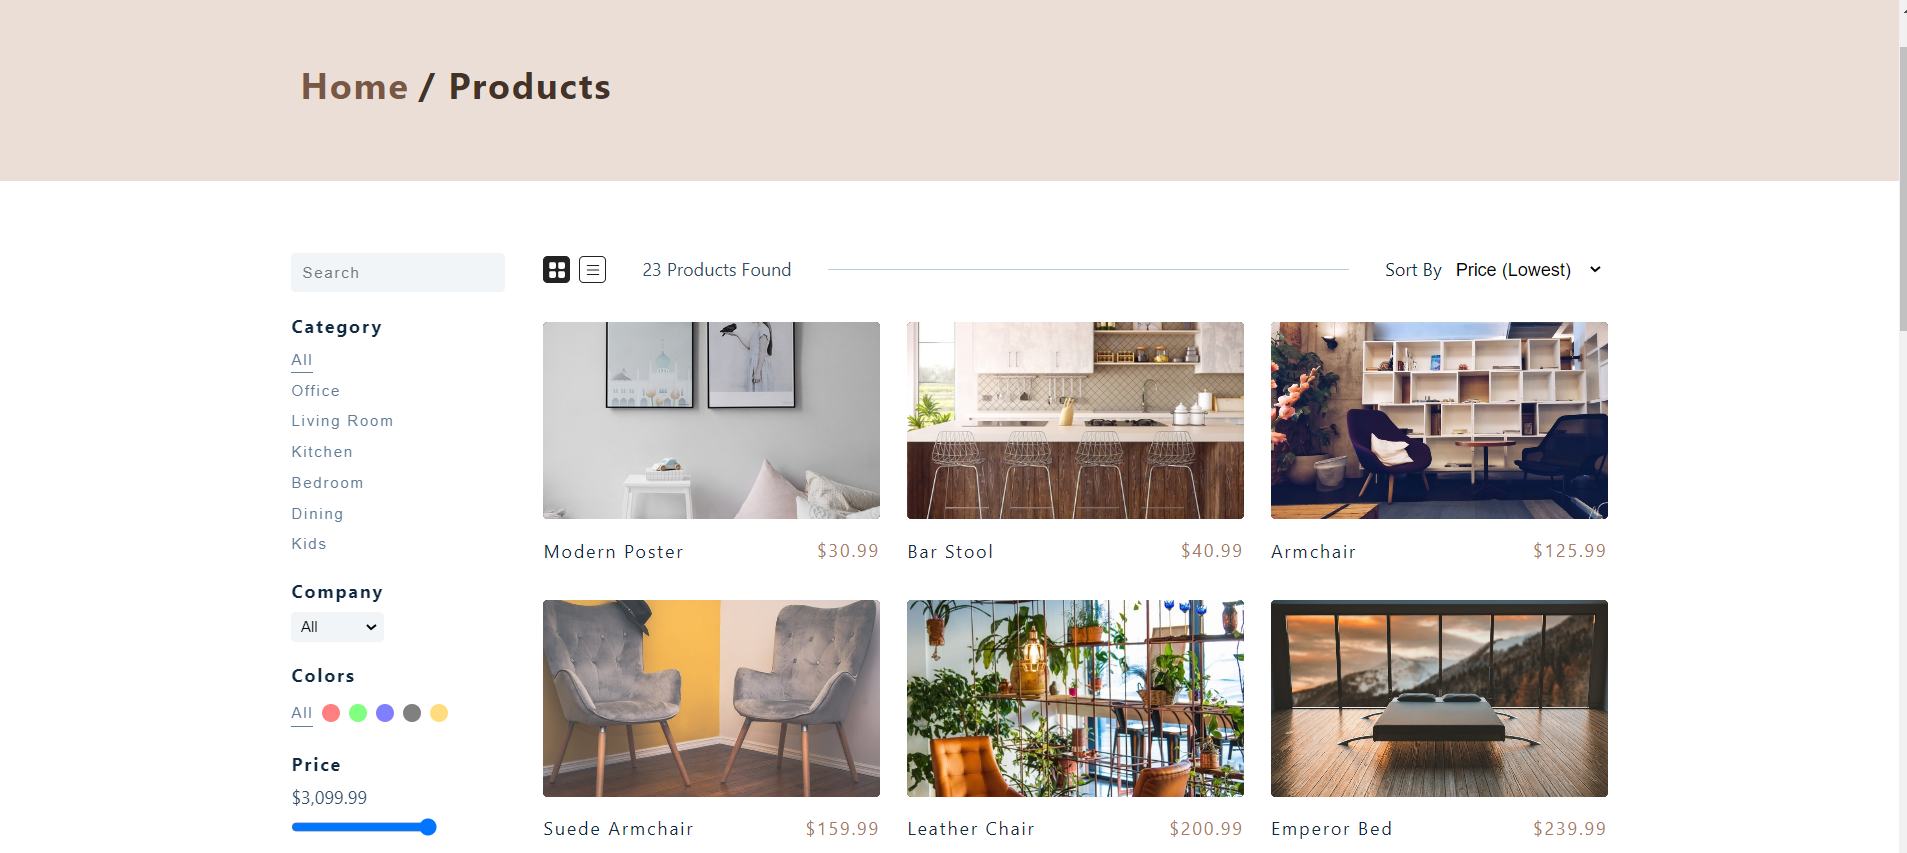 Home / Products
Search
Category
All
Office
Living Room
Kitchen
Bedroom
Dining
Kids
Company
All
Colors
All
Price
$3,099.99
23 Products Found
Sort By Price (Lowest)
Modern Poster $30.99
Bar Stool $40.99
Armchair $125.99
Suede Armchair $159.99
Leather Chair $200.99
Emperor Bed $239.99